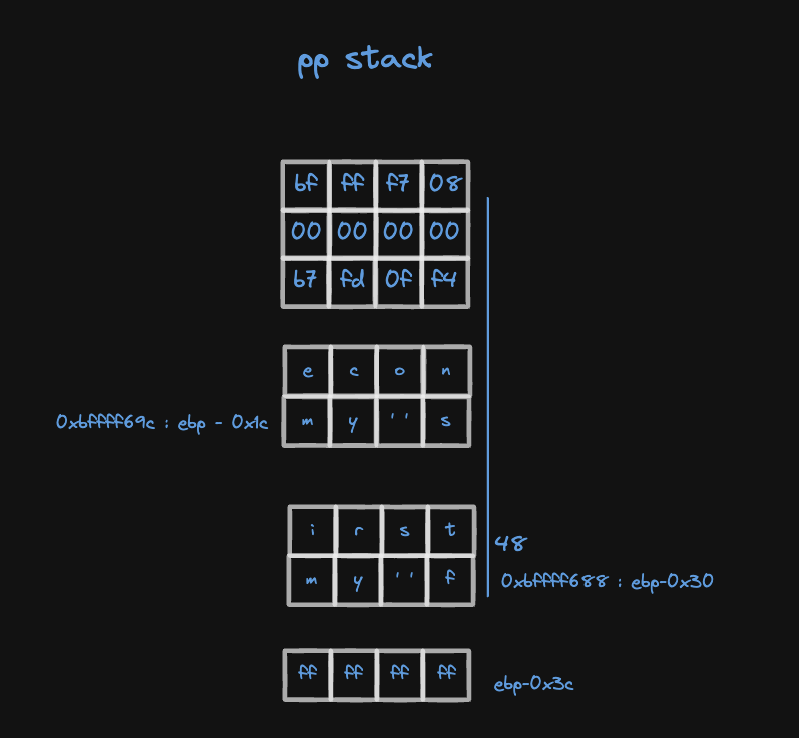 pp stack
bf ff f7 08
00 00 00 00
b7 fd 0f f4
e c o n
0xbffff69c : ebp - 0x1c
m y ' ' s
i r s t
48
m y ' ' f
0xbffff688 : ebp-0x30
ff ff ff ff
ebp-0x3c